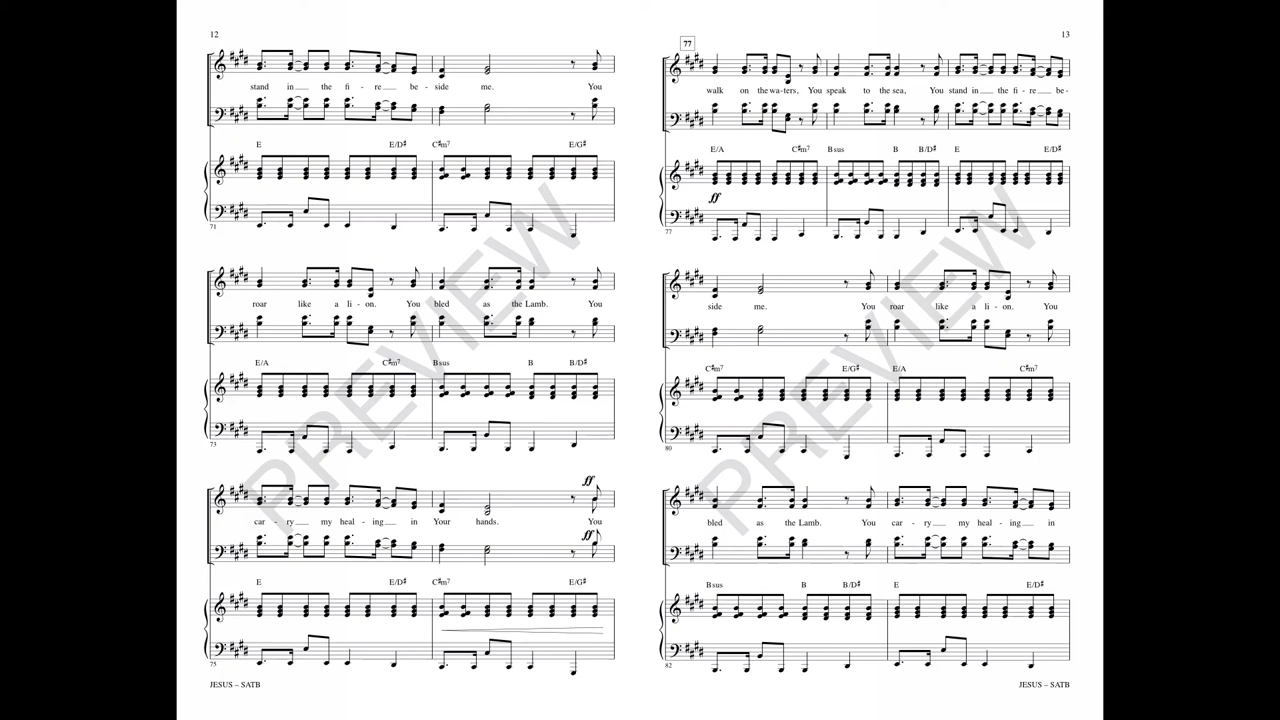 12
stand in the fi - re be - side me. You
E E/D♯ C♯m7 E/G♯
71
roar like a li - on. You bled as the Lamb. You
E/A C♯m7 Bsus B B/D♯
73
ff
car - ry my heal - ing in Your hands. You
ff
E E/D♯ C♯m7 E/G♯
75
JESUS – SATB
13
77
walk on the wa-ters, You speak to the sea, You stand in the fi - re be-
E/A C♯m7 Bsus B B/D♯ E E/D♯
ff
77
side me. You roar like a li - on. You
C♯m7 E/G♯ E/A C♯m7
80
bled as the Lamb. You car - ry my heal - ing in
Bsus B B/D♯ E E/D♯
82
JESUS – SATB
PREVIEW
PREVIEW